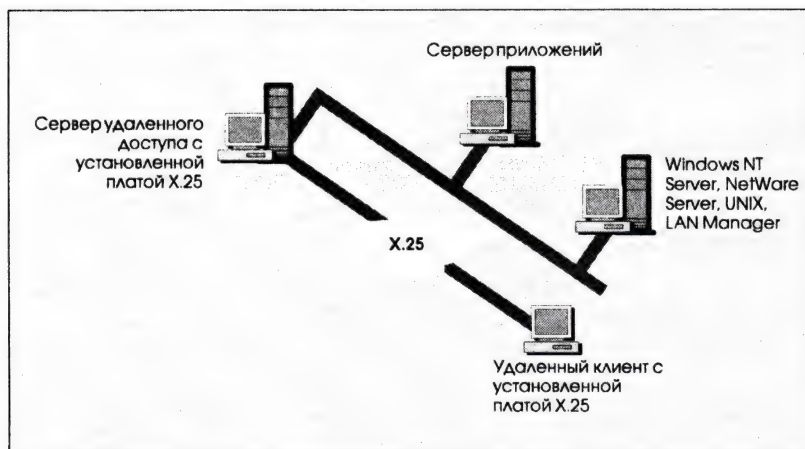 Сервер приложений
Сервер удаленного
доступа с
установленной
платой X.25
Windows NT
Server, NetWare
Server, UNIX,
LAN Manager
X.25
Удаленный клиент с
установленной
платой X.25